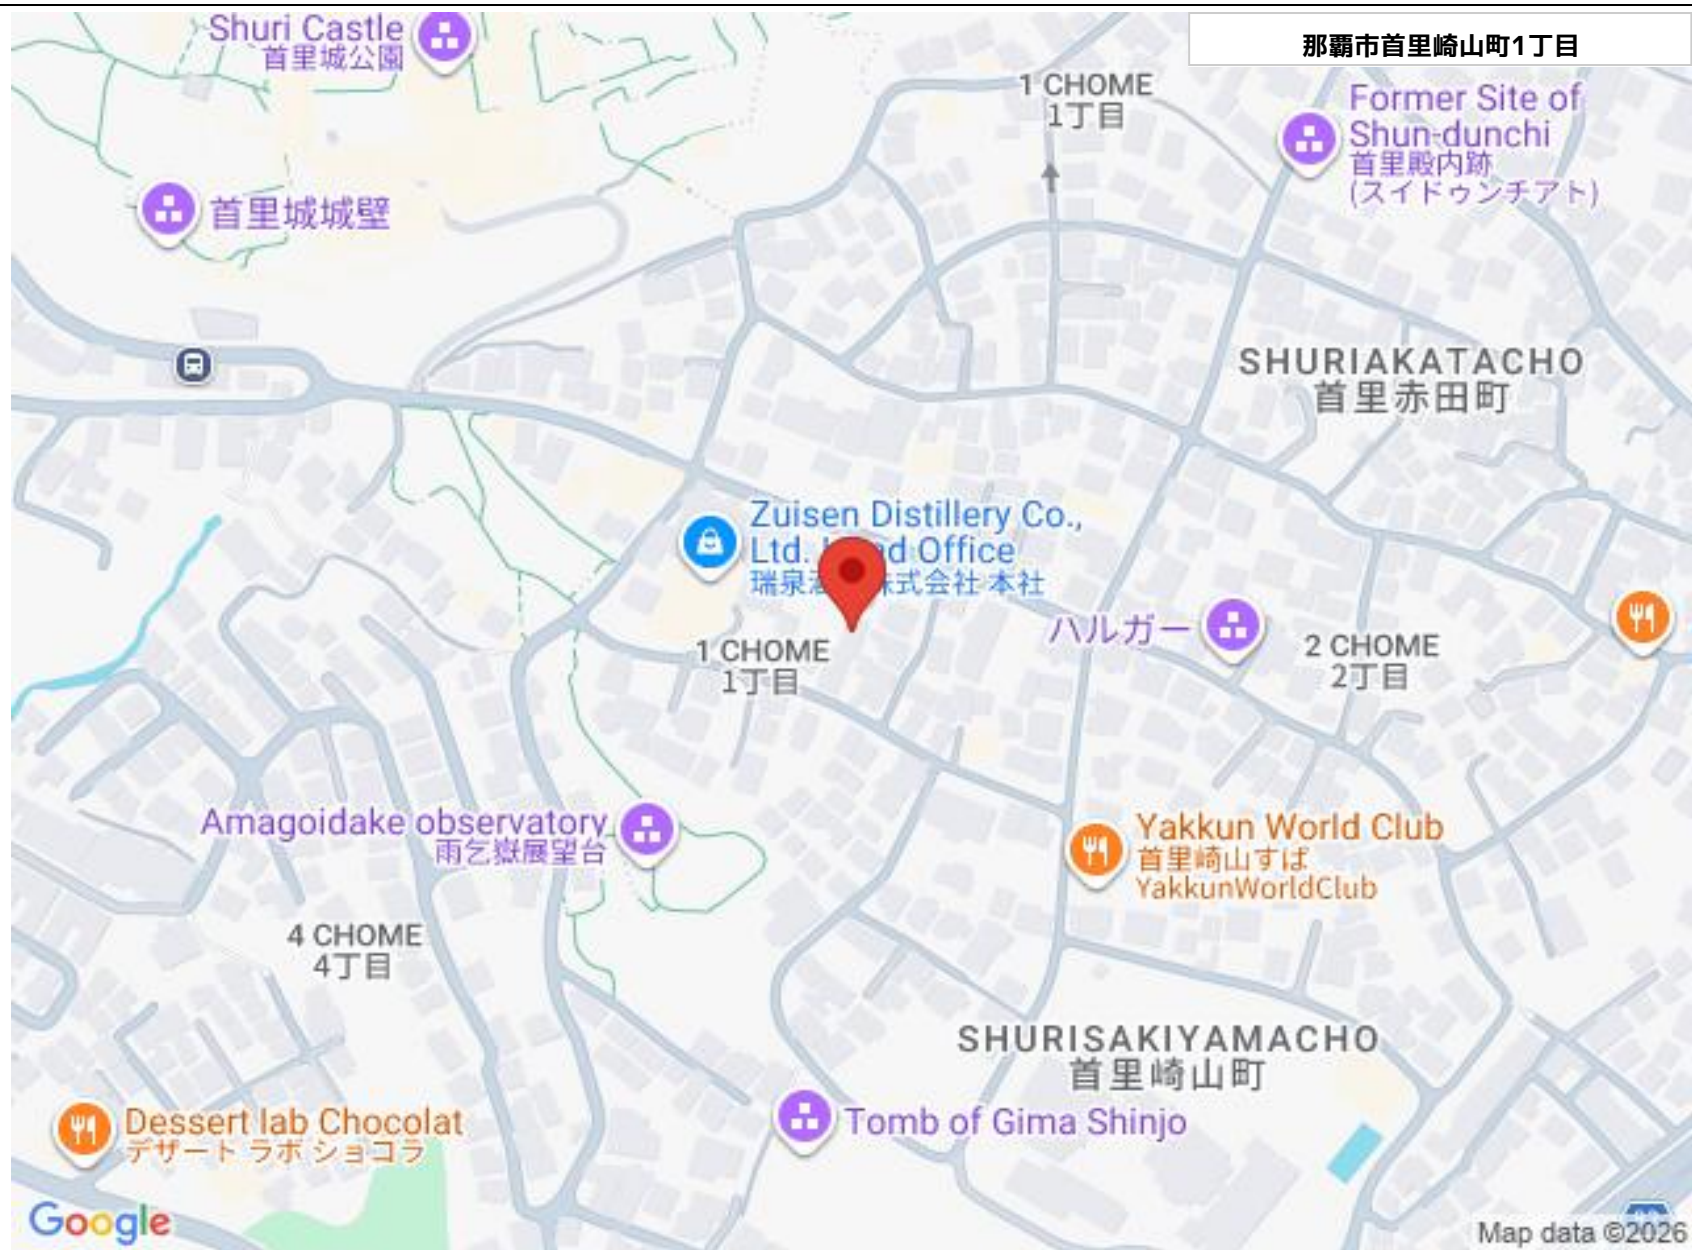 Shuri Castle
首里城公園
那覇市首里崎山町1丁目
1 CHOME
1丁目
Former Site of
Shun-dunchi
首里殿内跡
(スイドゥンチアト)
首里城城壁
SHURIAKATACHO
首里赤田町
Zuisen Distillery Co.,
Ltd. Office
瑞泉 株式会社 本社
ハルガー
1 CHOME
1丁目
2 CHOME
2丁目
Amagoidake observatory
雨乞嶽展望台
Yakkun World Club
首里崎山すば
YakkunWorldClub
4 CHOME
4丁目
SHURISAKIYAMACHO
首里崎山町
Dessert lab Chocolat
デザート ラボ ショコラ
Tomb of Gima Shinjo
Google
Map data ©2026